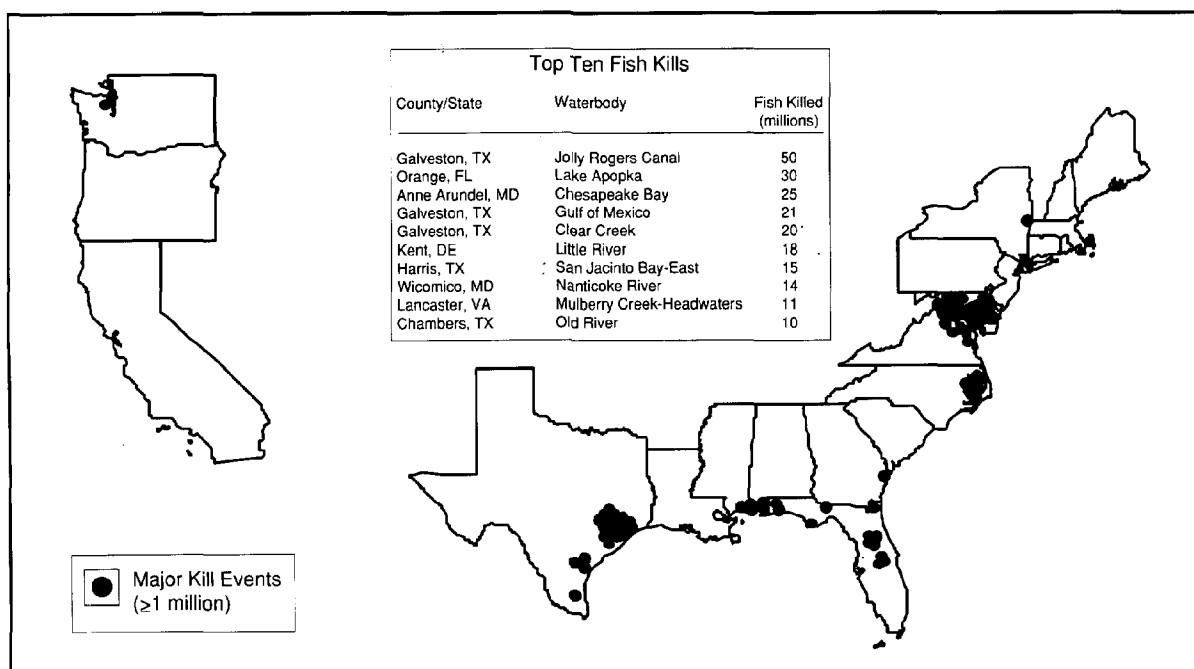 Top Ten Fish Kills
County/State Waterbody Fish Killed
(millions)
Galveston, TX Jolly Rogers Canal 50
Orange, FL Lake Apopka 30
Anne Arundel, MD Chesapeake Bay 25
Galveston, TX Gulf of Mexico 21
Galveston, TX Clear Creek 20
Kent, DE Little River 18
Harris, TX San Jacinto Bay-East 15
Wicomico, MD Nanticoke River 14
Lancaster, VA Mulberry Creek-Headwaters 11
Chambers, TX Old River 10
Major Kill Events
(≥1 million)